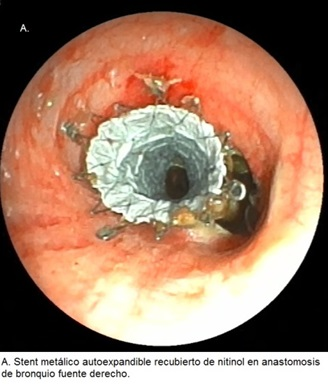 A.
A. Stent metálico autoexpandible recubierto de nitinol en anastomosis
de bronquio fuente derecho.